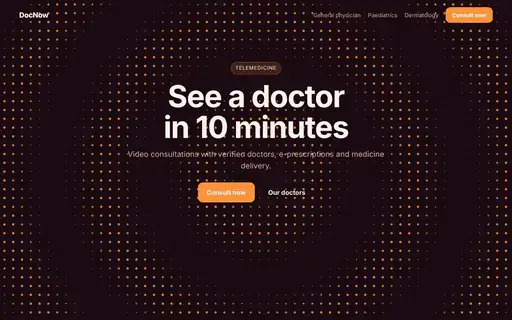 DocNow
General physician Paediatrics Dermatology Consult now
TELEMEDICINE
See a doctor
in 10 minutes
Video consultations with verified doctors, e-prescriptions and medicine
delivery.
Consult now Our doctors